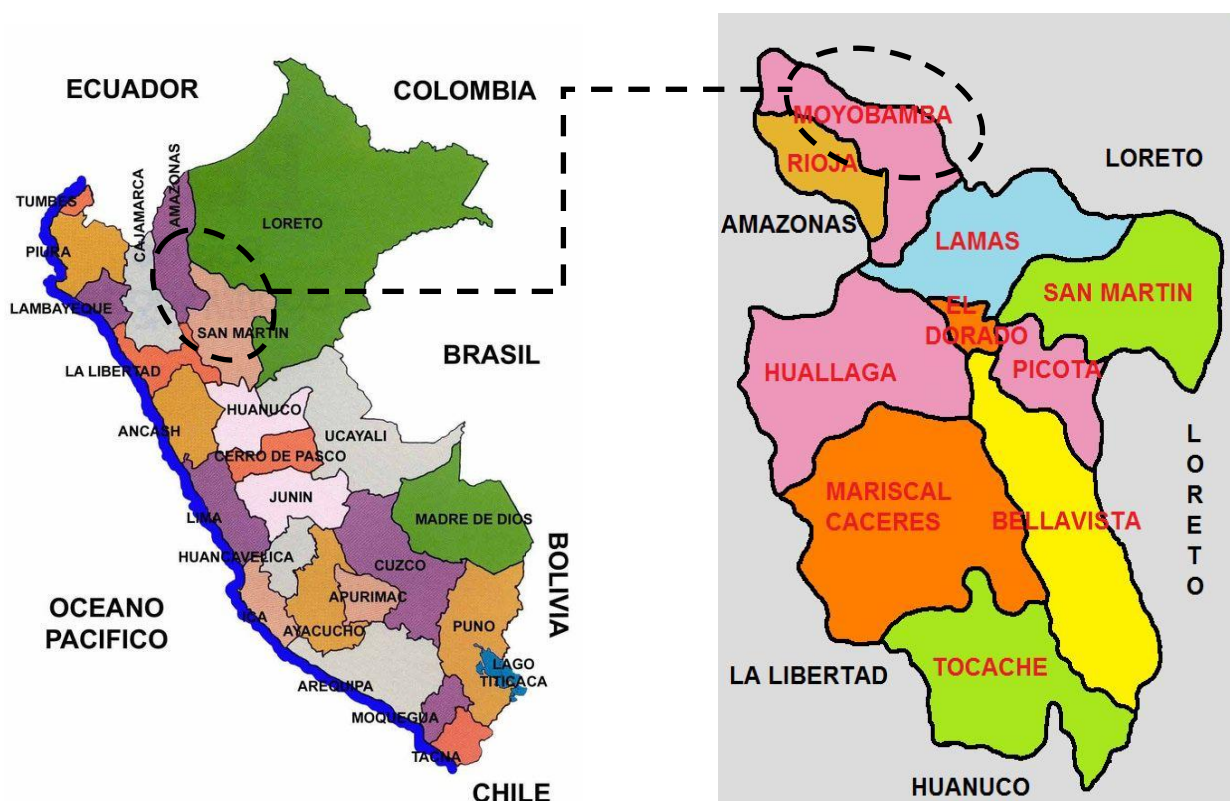 ECUADOR
COLOMBIA
TUMBES
CAJAMARCA
AMAZONAS
LORETO
PIURA
LAMBAYEQUE
SAN MARTIN
LA LIBERTAD
BRASIL
HUANUCO
ANCASH
UCAYALI
CERRO DE PASCO
JUNIN
LIMA
MADRE DE DIOS
HUANCAVELICA
CUZCO
BOLIVIA
OCEANO
PACIFICO
APURIMAC
ICA
AYACUCHO
PUNO
LAGO
TITICACA
AREQUIPA
MOQUEGUA
TACNA
CHILE
MOYOBAMBA
RIOJA
LORETO
AMAZONAS
LAMAS
SAN MARTIN
EL
DORADO
HUALLAGA
PICOTA
LORETO
MARISCAL
CACERES
BELLAVISTA
LA LIBERTAD
TOCACHE
HUANUCO